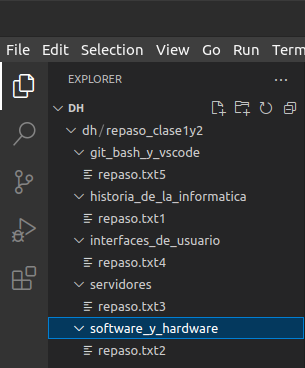 File Edit Selection View Go Run Term
EXPLORER
DH
dh/repaso_clase1y2
git_bash_y_vscode
repaso.txt5
historia_de_la_informatica
repaso.txt1
interfaces_de_usuario
repaso.txt4
servidores
repaso.txt3
software_y_hardware
repaso.txt2